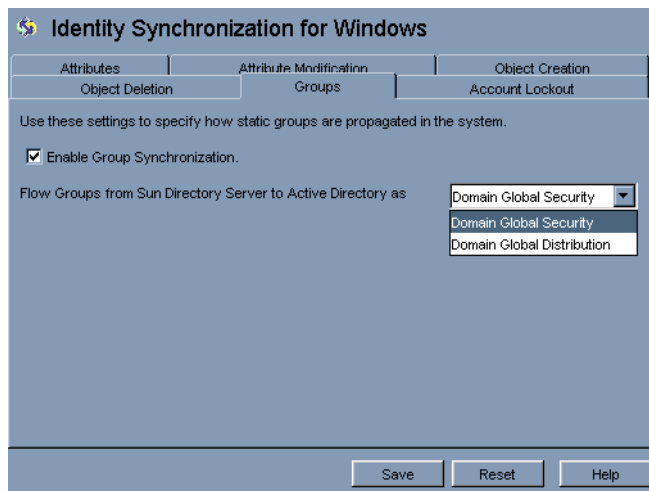 Identity Synchronization for Windows
Attributes
Attribute Modification
Object Creation
Object Deletion
Groups
Account Lockout
Use these settings to specify how static groups are propagated in the system.
Enable Group Synchronization.
Flow Groups from Sun Directory Server to Active Directory as
Domain Global Security
Domain Global Security
Domain Global Distribution
Save
Reset
Help